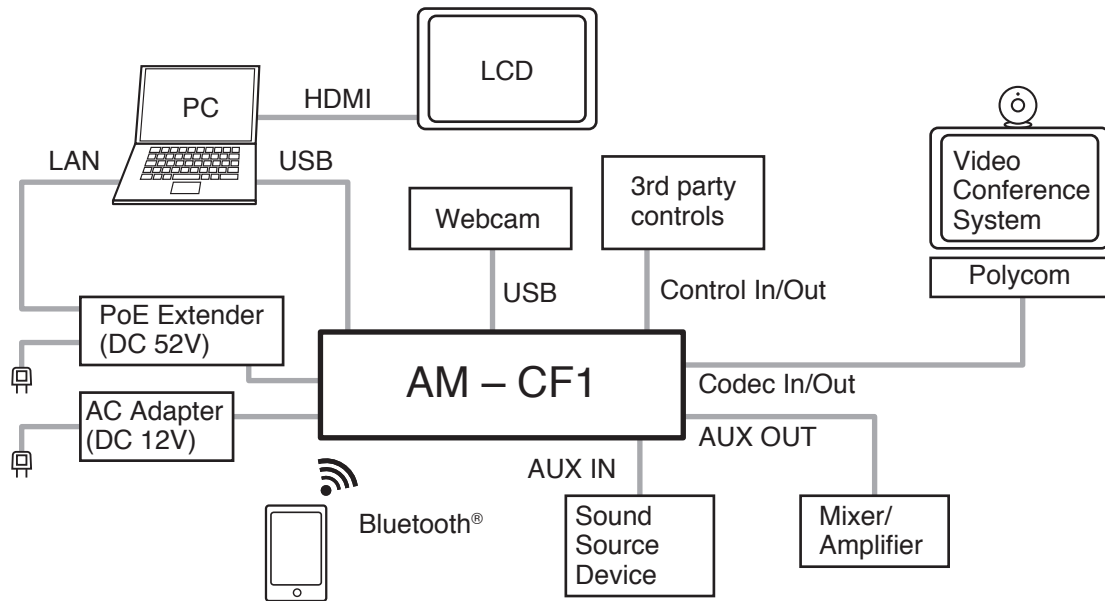 LCD
PC
HDMI
LAN
USB
Webcam
3rd party
controls
Video
Conference
System
Polycom
USB
Control In/Out
PoE Extender
(DC 52V)
AM – CF1
Codec In/Out
AC Adapter
(DC 12V)
AUX OUT
AUX IN
Bluetooth®
Sound
Source
Device
Mixer/
Amplifier